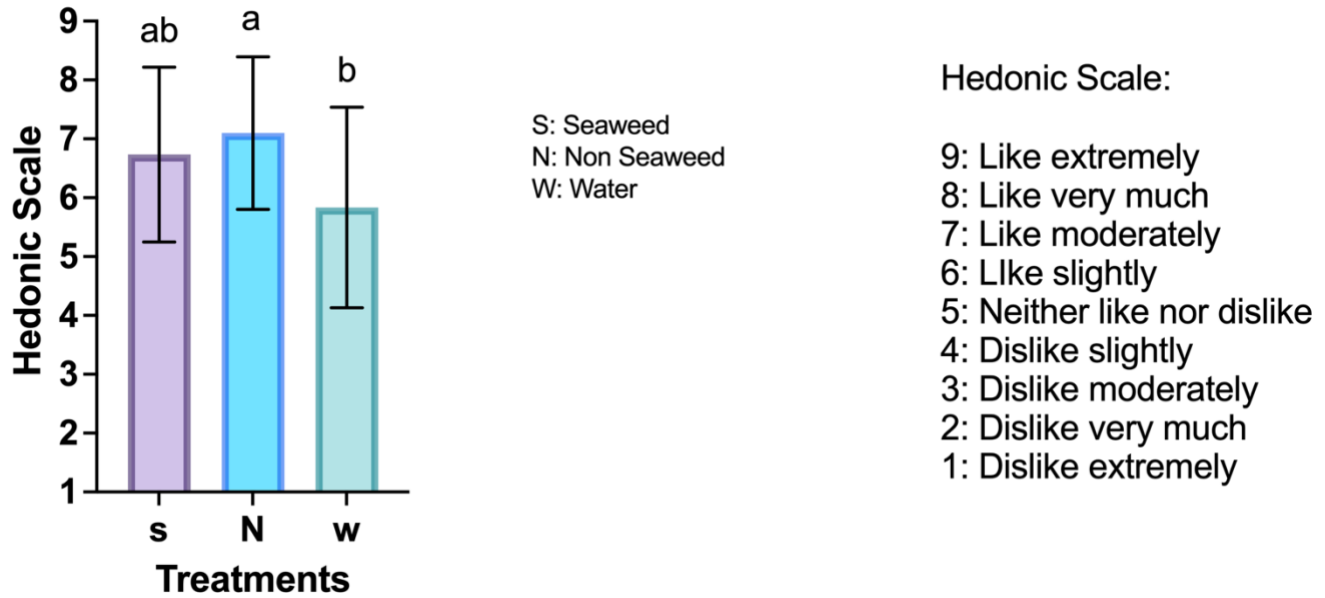 9
8
7
6
5
4
3
2
1
Hedonic Scale
ab
a
b
s N w
Treatments
S: Seaweed
N: Non Seaweed
W: Water
Hedonic Scale:
9: Like extremely
8: Like very much
7: Like moderately
6: LIke slightly
5: Neither like nor dislike
4: Dislike slightly
3: Dislike moderately
2: Dislike very much
1: Dislike extremely